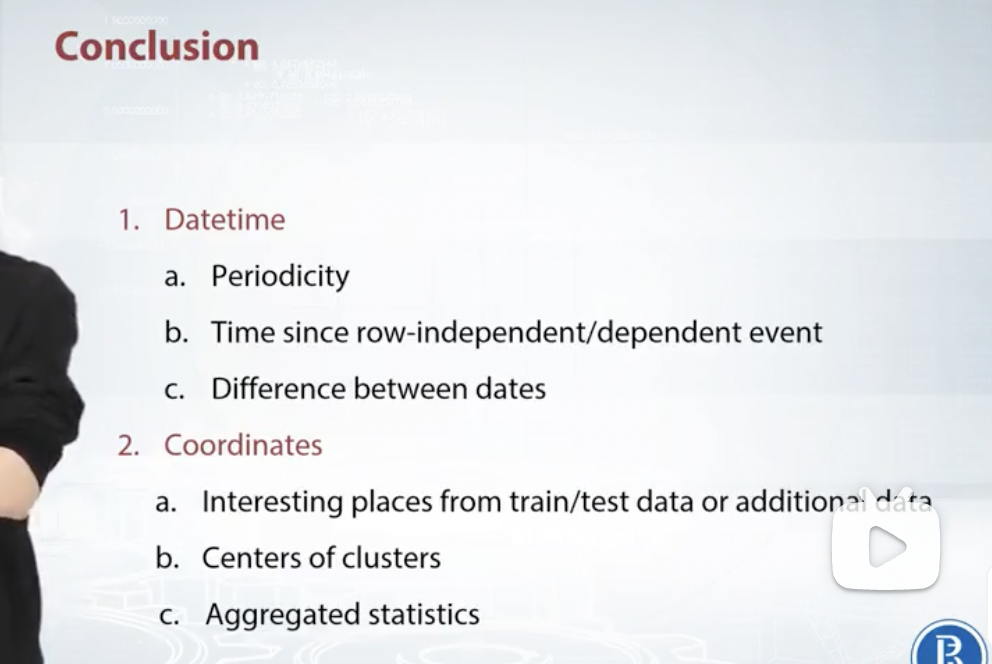 Conclusion
1. Datetime
a. Periodicity
b. Time since row-independent/dependent event
c. Difference between dates
2. Coordinates
a. Interesting places from train/test data or additional data
b. Centers of clusters
c. Aggregated statistics